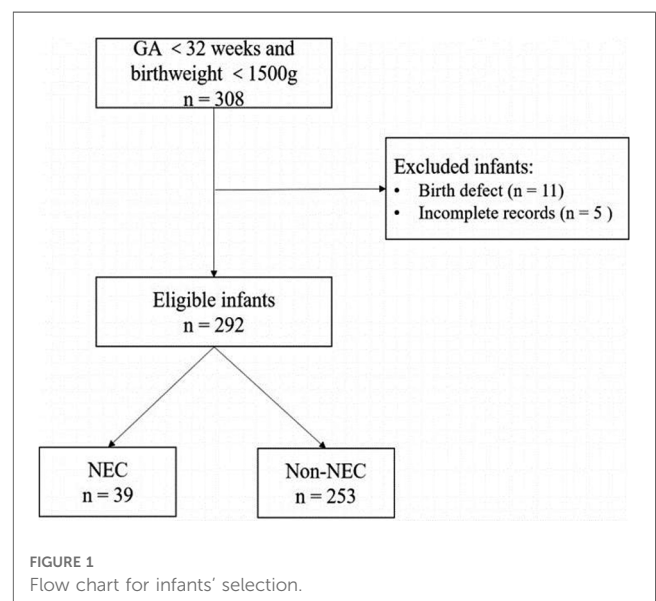 GA < 32 weeks and
birthweight < 1500g
n = 308
Excluded infants:
• Birth defect (n = 11)
• Incomplete records (n = 5 )
Eligible infants
n = 292
NEC
n = 39
Non-NEC
n = 253
FIGURE 1
Flow chart for infants' selection.